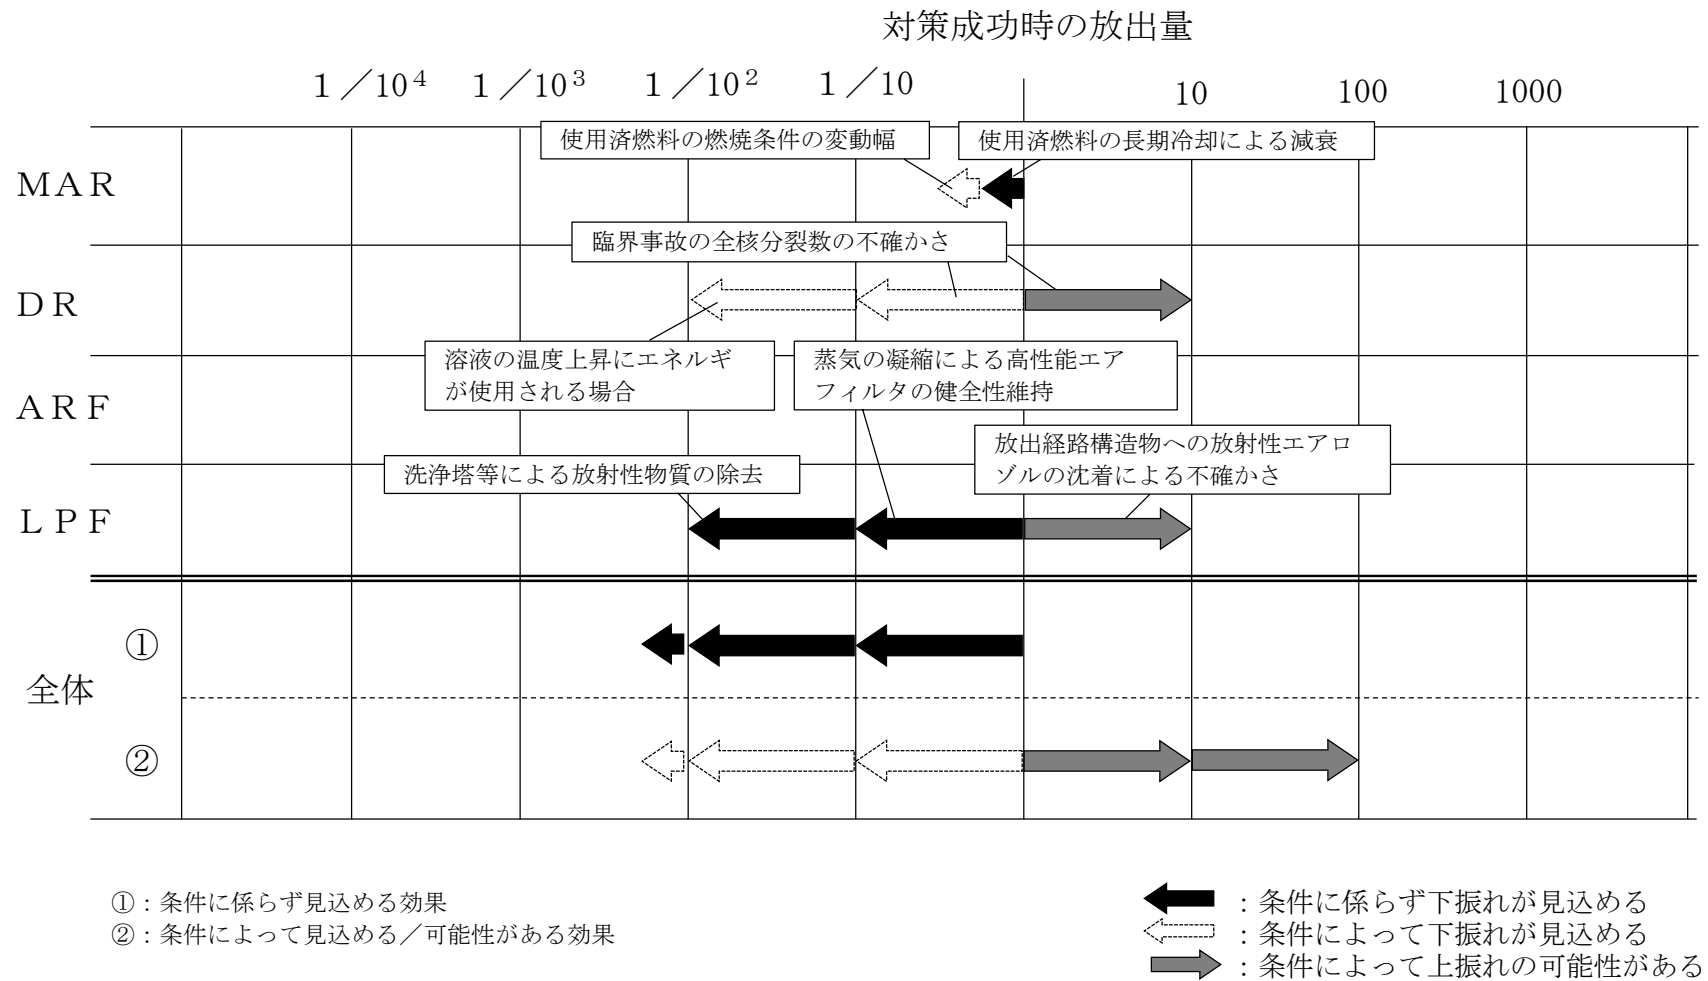 対策成功時の放出量
1／10⁴ 1／10³ 1／10² 1／10 10 100 1000
使用済燃料の燃焼条件の変動幅
使用済燃料の長期冷却による減衰
MAR
臨界事故の全核分裂数の不確かさ
DR
溶液の温度上昇にエネルギ
が使用される場合
蒸気の凝縮による高性能エア
フィルタの健全性維持
ARF
放出経路構造物への放射性エアロ
ゾルの沈着による不確かさ
洗浄塔等による放射性物質の除去
LPF
①
全体
②
①：条件に係らず見込める効果
②：条件によって見込める／可能性がある効果
：条件に係らず下振れが見込める
：条件によって下振れが見込める
：条件によって上振れの可能性がある